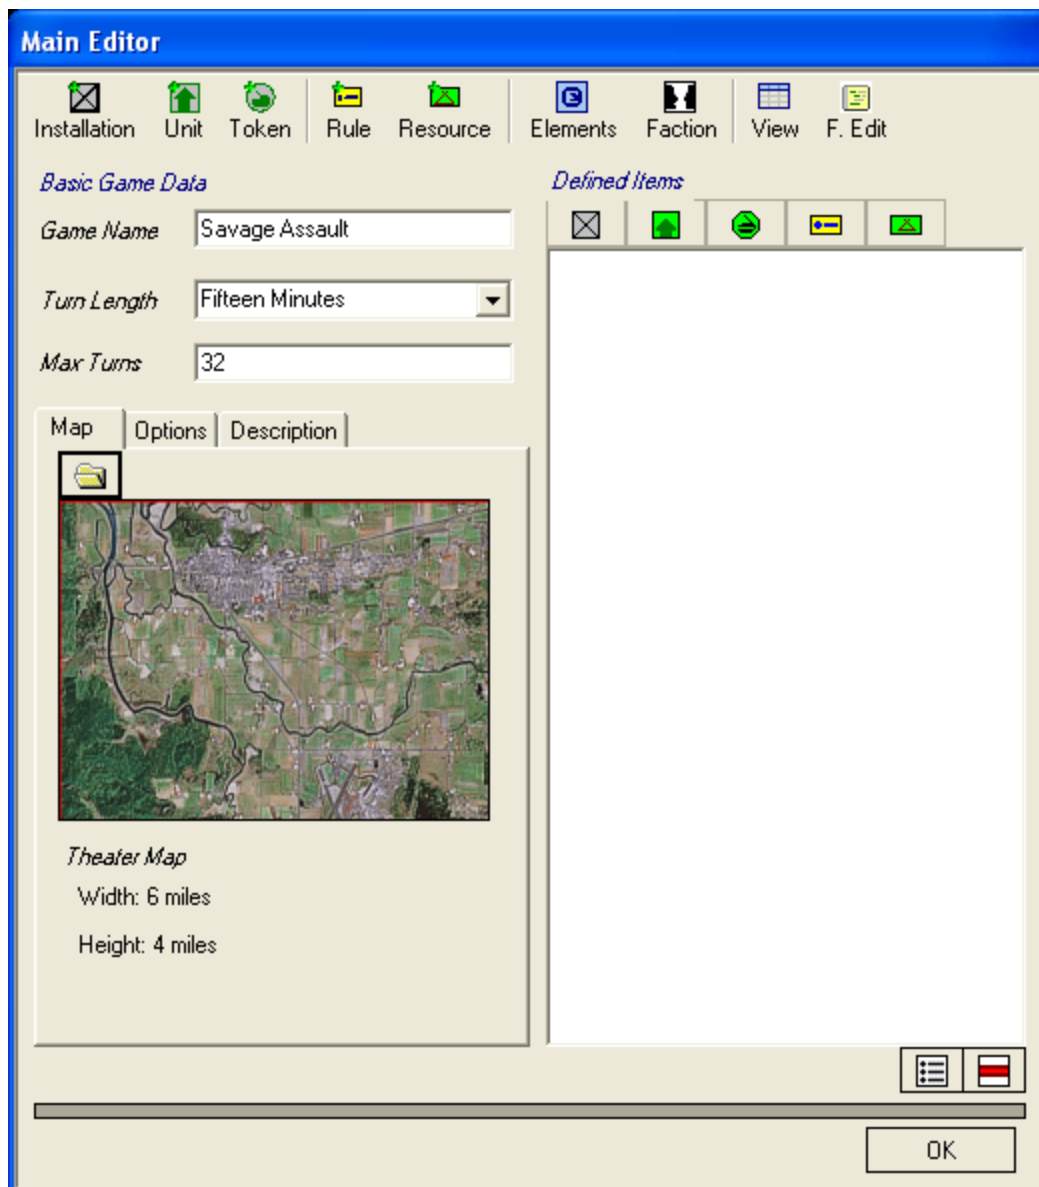 Main Editor
Installation Unit Token Rule Resource Elements Faction View F. Edit
Basic Game Data
Game Name Savage Assault
Turn Length Fifteen Minutes
Max Turns 32
Map Options Description
Theater Map
Width: 6 miles
Height: 4 miles
Defined Items
OK